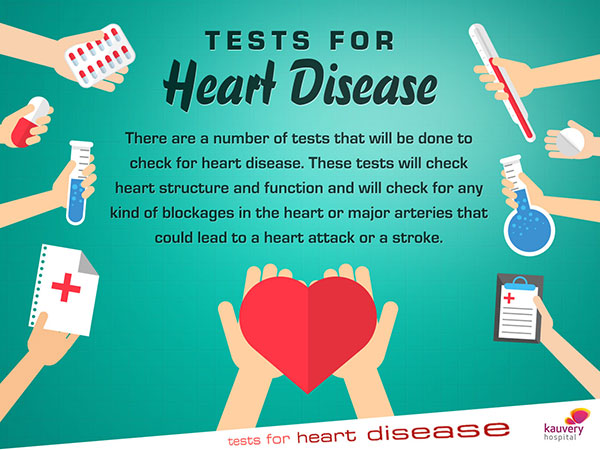 TESTS FOR
Heart Disease
There are a number of tests that will be done to
check for heart disease. These tests will check
heart structure and function and will check for any
kind of blockages in the heart or major arteries that
could lead to a heart attack or a stroke.
tests for heart disease
kauvery
hospital